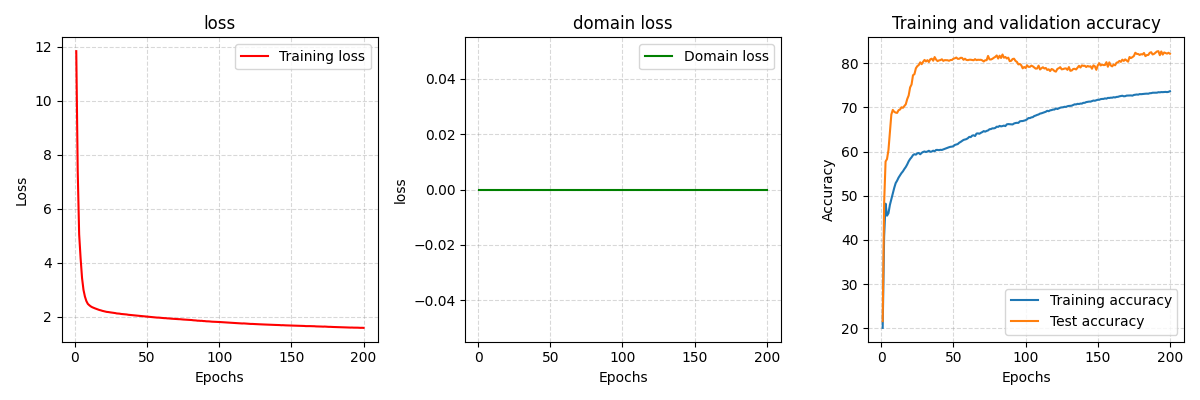 loss
Training loss
12
10
8
6
4
2
Loss
0 50 100 150 200
Epochs
domain loss
Domain loss
0.04
0.02
0.00
−0.02
−0.04
loss
0 50 100 150 200
Epochs
Training and validation accuracy
80
70
60
50
40
30
20
Accuracy
Training accuracy
Test accuracy
0 50 100 150 200
Epochs